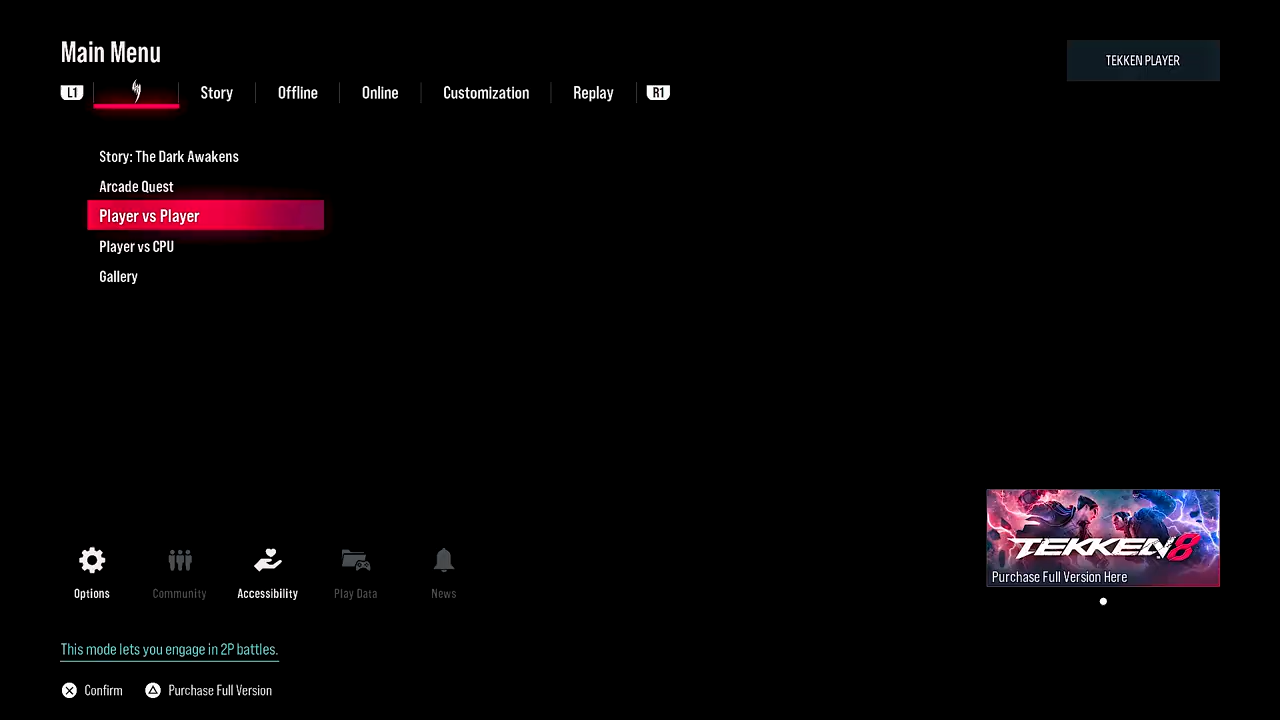 Main Menu
TEKKEN PLAYER
L1
Story
Offline
Online
Customization
Replay
R1
Story: The Dark Awakens
Arcade Quest
Player vs Player
Player vs CPU
Gallery
TEKKEN 8
Purchase Full Version Here
Options
Community
Accessibility
Play Data
News
This mode lets you engage in 2P battles.
Confirm
Purchase Full Version